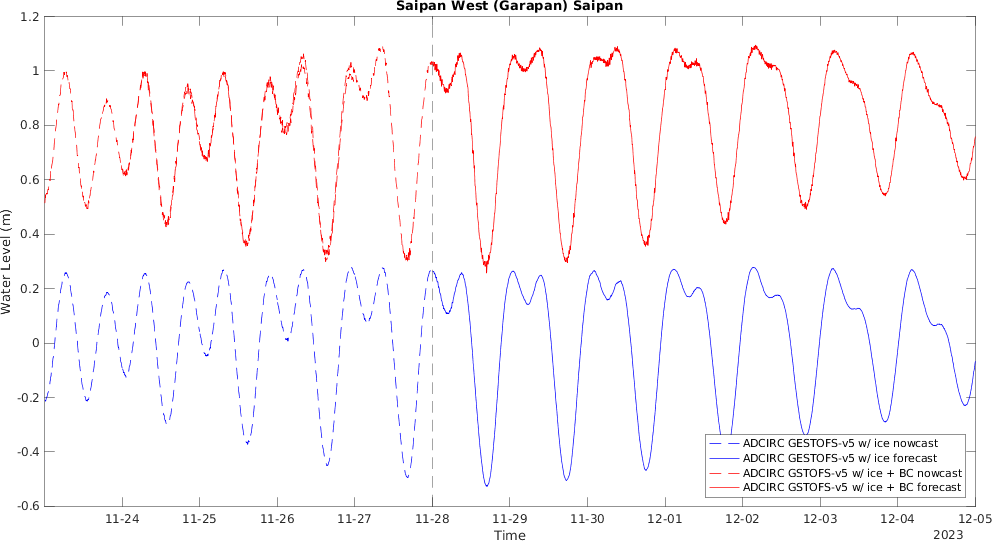 Saipan West (Garapan) Saipan
1.2
1
0.8
0.6
0.4
0.2
0
-0.2
-0.4
-0.6
Water Level (m)
ADCIRC GESTOFS-v5 w/ ice nowcast
ADCIRC GESTOFS-v5 w/ ice forecast
ADCIRC GSTOFS-v5 w/ ice + BC nowcast
ADCIRC GSTOFS-v5 w/ ice + BC forecast
11-24 11-25 11-26 11-27 11-28 11-29 11-30 12-01 12-02 12-03 12-04 12-05
Time
2023